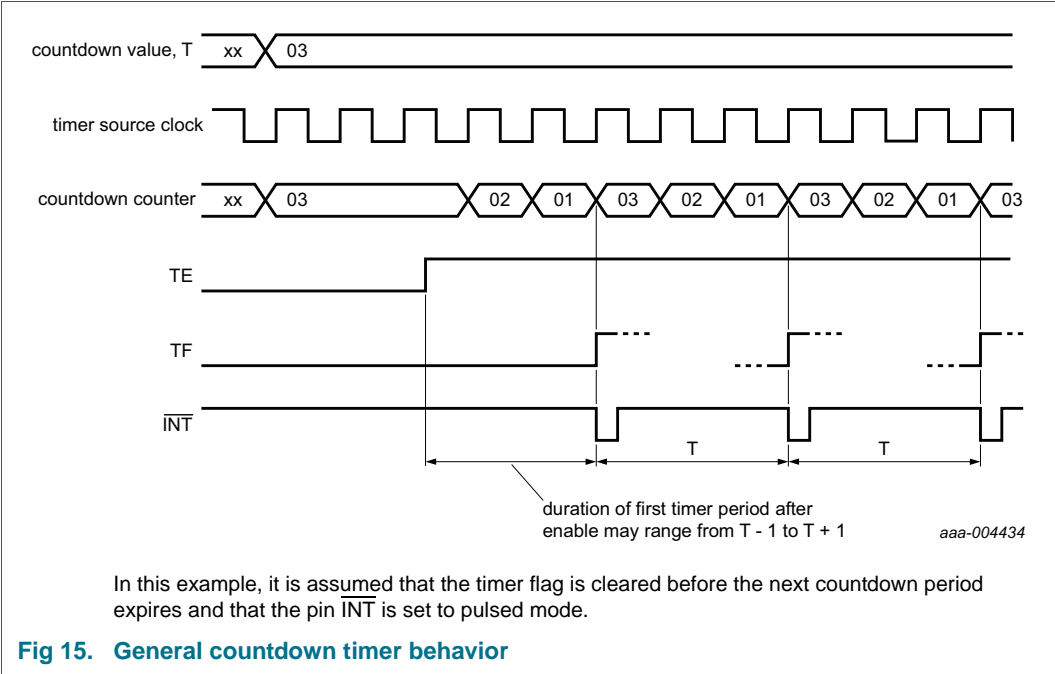 countdown value, T xx 03
timer source clock
countdown counter xx 03 02 01 03 02 01 03 02 01 03
TE
TF
INT
T T
duration of first timer period after
enable may range from T - 1 to T + 1
aaa-004434
In this example, it is assumed that the timer flag is cleared before the next countdown period
expires and that the pin INT is set to pulsed mode.
Fig 15. General countdown timer behavior